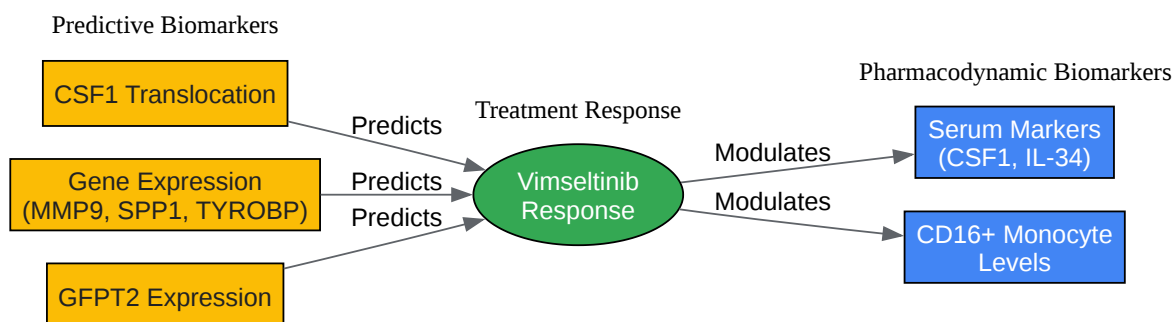 Predictive Biomarkers
CSF1 Translocation
Gene Expression
(MMP9, SPP1, TYROBP)
GFPT2 Expression
Predicts
Predicts
Predicts
Treatment Response
Vimseltinib
Response
Modulates
Modulates
Pharmacodynamic Biomarkers
Serum Markers
(CSF1, IL-34)
CD16+ Monocyte
Levels